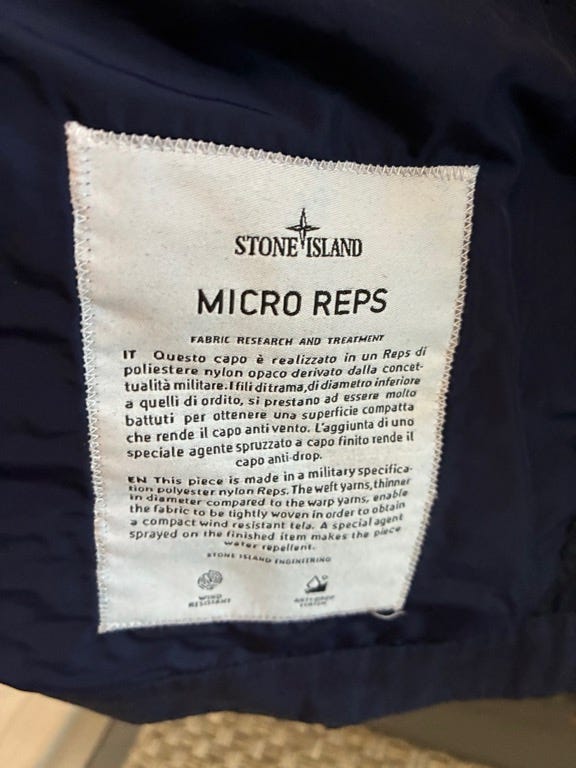 STONE ISLAND
MICRO REPS
FABRIC RESEARCH AND TREATMENT
IT Questo capo è realizzato in un Reps di
poliestere nylon opaco derivato dalla concet-
tualità militare. I fili di trama, di diametro inferiore
a quelli di ordito, si prestano ad essere molto
battuti per ottenere una superficie compatta
che rende il capo anti vento. L'aggiunta di uno
speciale agente spruzzato a capo finito rende il
capo anti-drop.
EN This piece is made in a military specifica-
tion polyester nylon Reps. The weft yarns, thinner
in diameter compared to the warp yarns, enable
the fabric to be tightly woven in order to obtain
a compact wind resistant tela. A special agent
sprayed on the finished item makes the piece
water repellent.
STONE ISLAND ENGINEERING
WIND
RESISTANT
ANTI-DROP